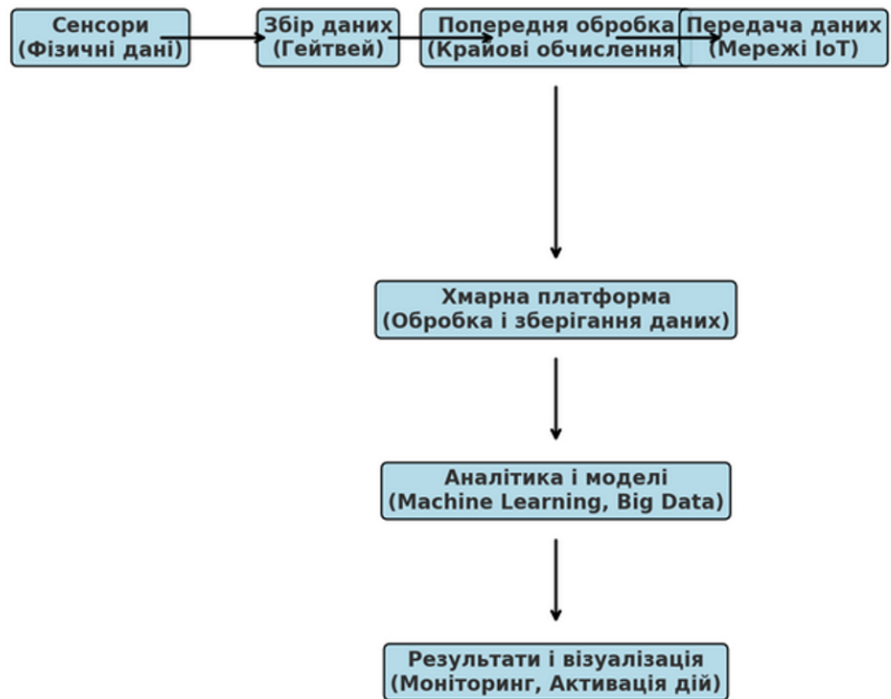 Сенсори
(Фізичні дані)
Збір даних
(Гейтвей)
Попередня обробка
(Крайові обчислення)
Передача даних
(Мережі IoT)
Хмарна платформа
(Обробка і зберігання даних)
Аналітика і моделі
(Machine Learning, Big Data)
Результати і візуалізація
(Моніторинг, Активація дій)